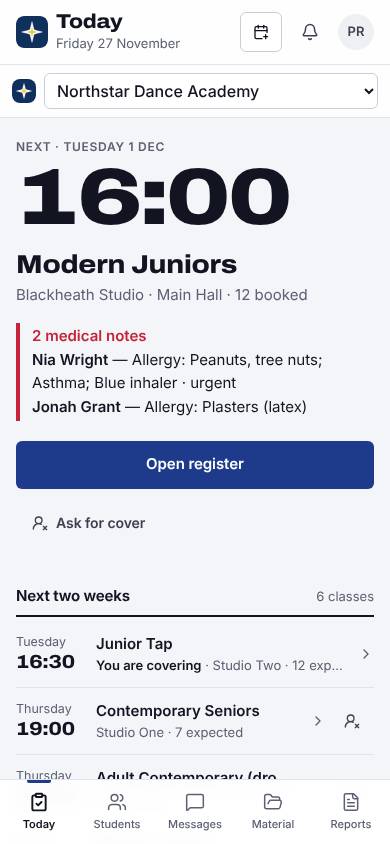 Today
Friday 27 November
PR
Northstar Dance Academy
NEXT · TUESDAY 1 DEC
16:00
Modern Juniors
Blackheath Studio · Main Hall · 12 booked
2 medical notes
Nia Wright — Allergy: Peanuts, tree nuts;
Asthma; Blue inhaler · urgent
Jonah Grant — Allergy: Plasters (latex)
Open register
Ask for cover
Next two weeks 6 classes
Tuesday
16:30
Junior Tap
You are covering · Studio Two · 12 exp...
Thursday
19:00
Contemporary Seniors
Studio One · 7 expected
Thursday
Adult Contemporary (dro
Today Students Messages Material Reports